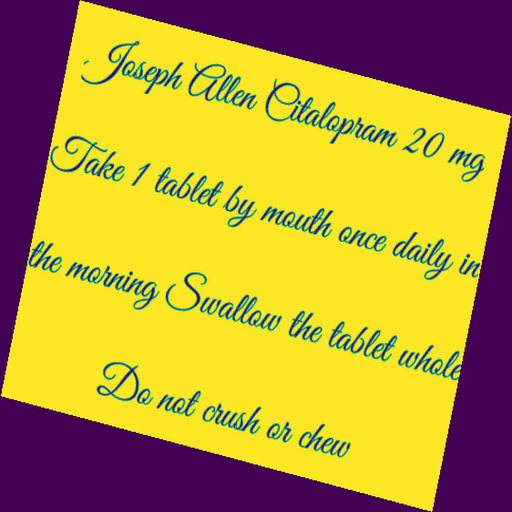 Joseph Allen Citalopram 20 mg
Take 1 tablet by mouth once daily in
the morning Swallow the tablet whole
Do not crush or chew